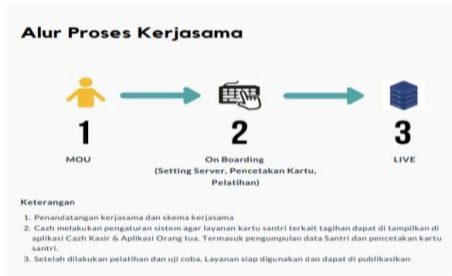 Alur Proses Kerjasama
1
2
3
MOU
On Boarding
(Setting Server, Pencetakan Kartu,
Pelatihan)
LIVE
Keterangan
1. Penandatangan kerjasama dan skema kerjasama
2. Cazh melakukan pengaturan sistem agar layanan kartu santri terkait tagihan dapat di tampilkan di
aplikasi Cazh Kasir & Aplikasi Orang tua. Termasuk pengumpulan data Santri dan pencetakan kartu
santri.
3. Setelah dilakukan pelatihan dan uji coba, Layanan siap digunakan dan dapat di publikasikan